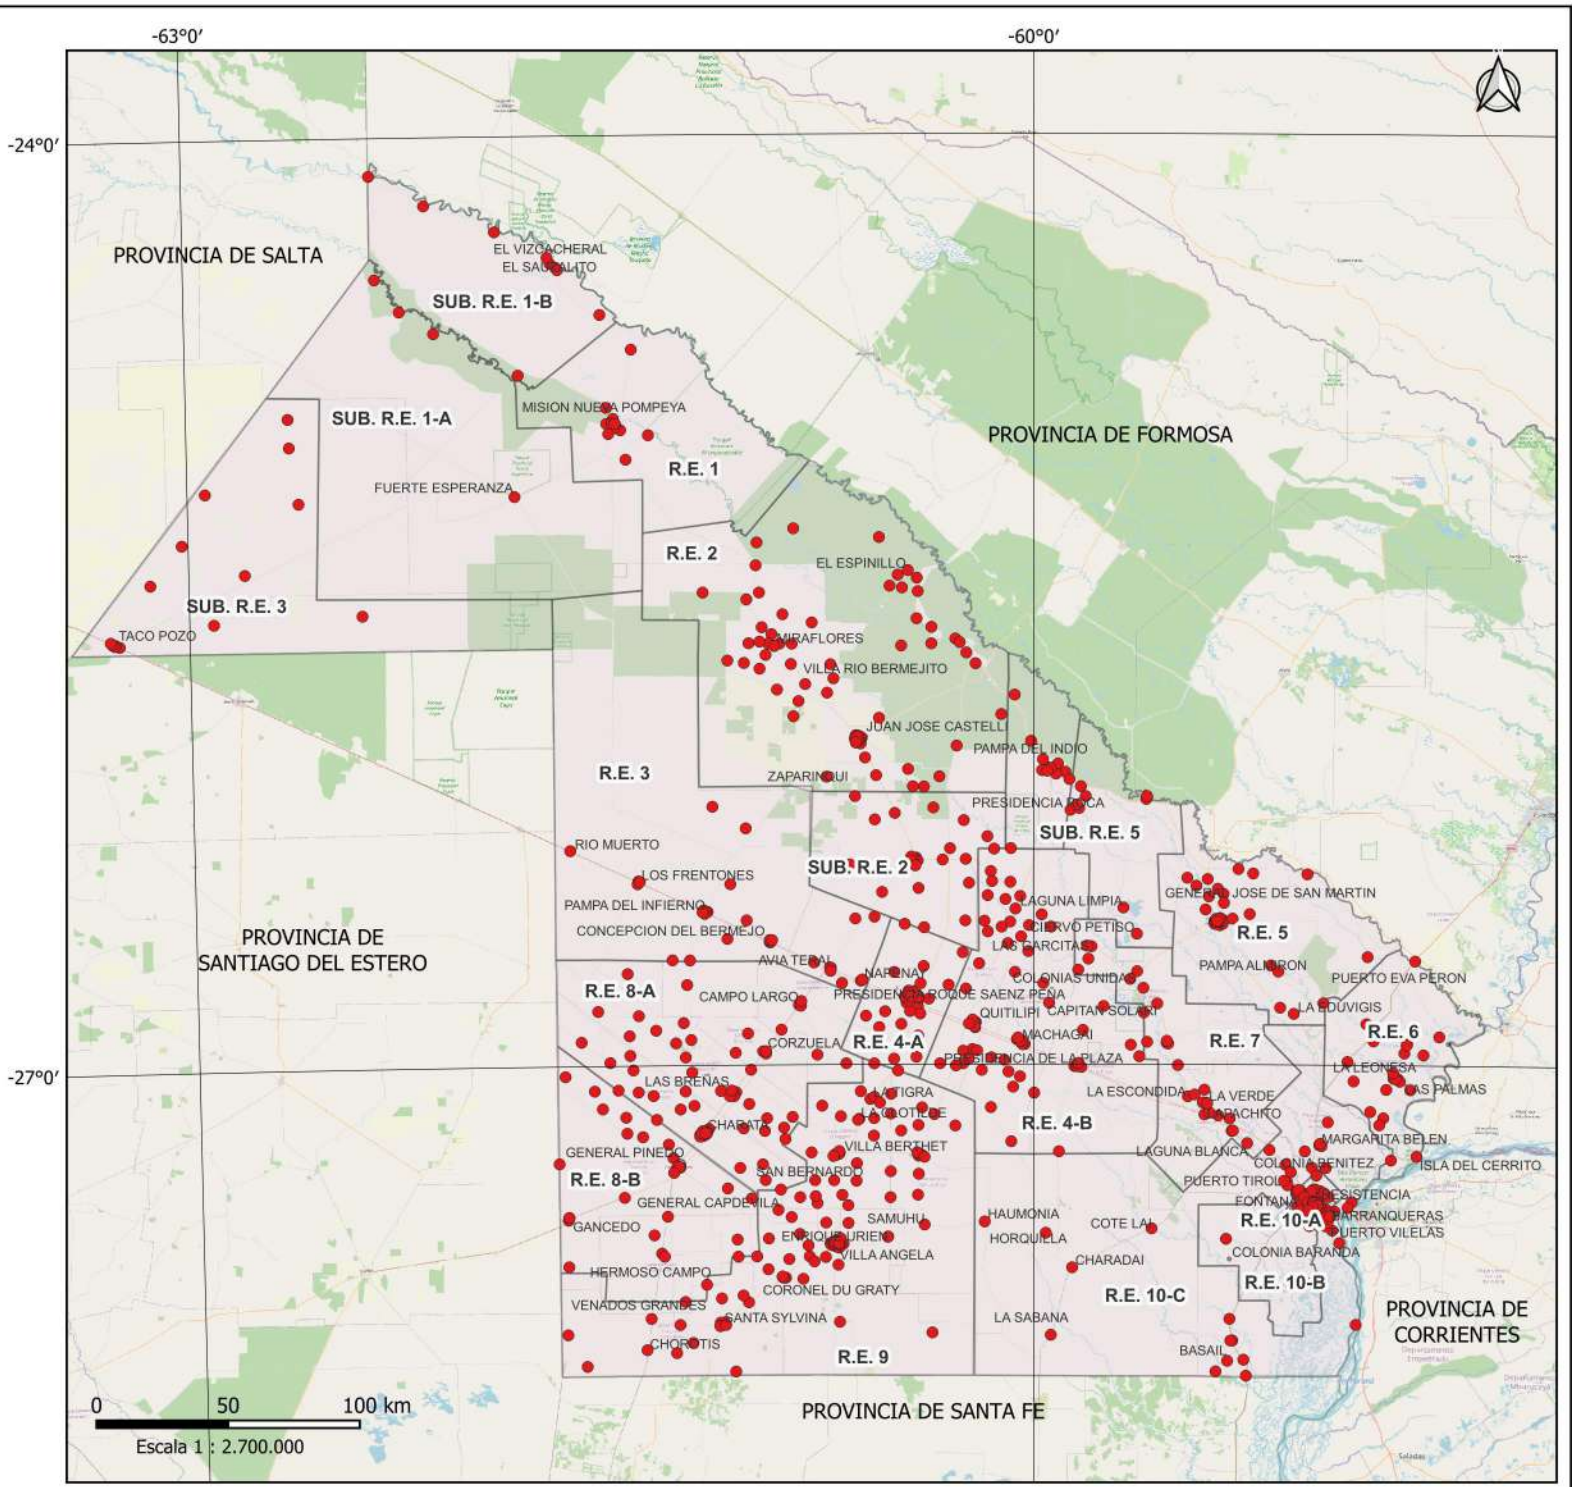 -63°0'
-60°0'
-24°0'
PROVINCIA DE SALTA
EL VIZCACHERAL
EL SAUZALITO
SUB. R.E. 1-B
MISION NUEVA POMPEYA
SUB. R.E. 1-A
PROVINCIA DE FORMOSA
R.E. 1
FUERTE ESPERANZA
R.E. 2
EL ESPINILLO
SUB. R.E. 3
TACO POZO
MIRAFLORES
VILLA RIO BERMEJITO
JUAN JOSE CASTELLI
PAMPA DEL INDIO
R.E. 3
ZAPARINQUI
PRESIDENCIA ROCA
SUB. R.E. 5
RIO MUERTO
SUB. R.E. 2
LOS FRENTONES
GENERAL JOSE DE SAN MARTIN
PAMPA DEL INFIERNO
LAGUNA LIMPIA
CONCEPCION DEL BERMEJO
CIERVO PETISO
R.E. 5
PROVINCIA DE
SANTIAGO DEL ESTERO
LAS GARCITAS
AVIA TERAI
PAMPA ALMIRON
NAPENAY
COLONIAS UNIDAS
PUERTO EVA PERON
R.E. 8-A
CAMPO LARGO
PRESIDENCIA ROQUE SAENZ PEÑA
QUITILIPI
CAPITAN SOLARI
LA EDUVIGIS
MACHAGAI
R.E. 6
CORZUELA
R.E. 4-A
R.E. 7
PRESIDENCIA DE LA PLAZA
LA LEONESA
-27°0'
LAS BREÑAS
LA TIGRA
LA ESCONDIDA
LA VERDE
LAS PALMAS
LA CLOTILDE
LAPACHITO
CHARATA
R.E. 4-B
VILLA BERTHET
MARGARITA BELEN
GENERAL PINEDO
LAGUNA BLANCA
COLONIA BENITEZ
ISLA DEL CERRITO
R.E. 8-B
SAN BERNARDO
PUERTO TIROL
GENERAL CAPDEVILA
FONTANA
RESISTENCIA
HAUMONIA
SAMUHU
BARRANQUERAS
GANCEDO
COTE LAI
R.E. 10-A
ENRIQUE URIEN
HORQUILLA
PUERTO VILELAS
VILLA ANGELA
COLONIA BARANDA
CHARADAI
HERMOSO CAMPO
R.E. 10-B
CORONEL DU GRATY
R.E. 10-C
VENADOS GRANDES
SANTA SYLVINA
LA SABANA
PROVINCIA DE
CORRIENTES
CHOROTIS
BASAIL
R.E. 9
0 50 100 km
PROVINCIA DE SANTA FE
Escala 1 : 2.700.000